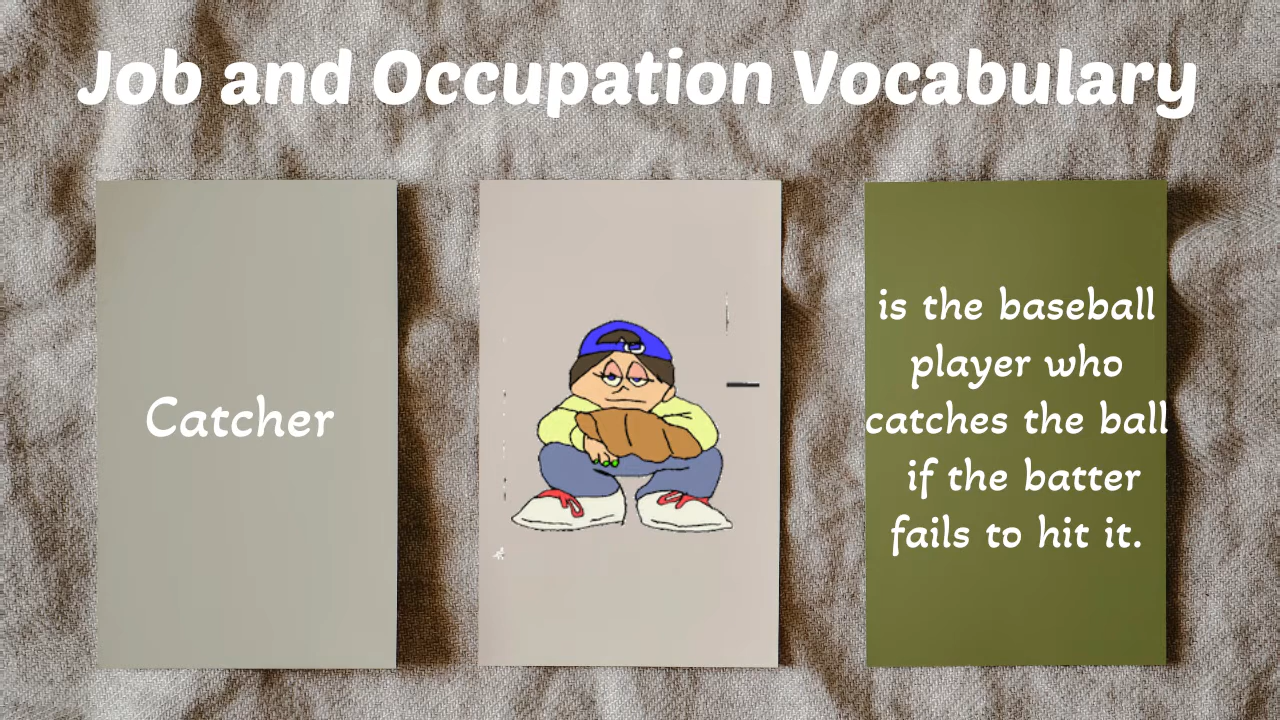 Job and Occupation Vocabulary
Catcher
is the baseball
player who
catches the ball
if the batter
fails to hit it.